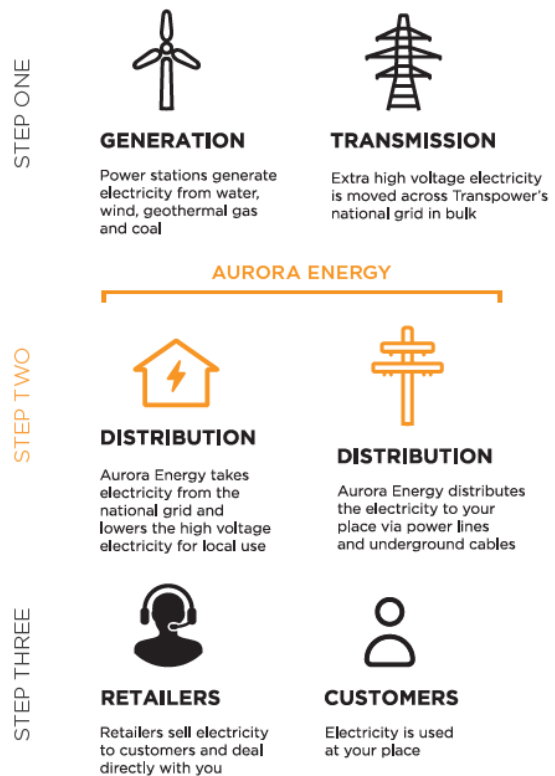 STEP ONE
GENERATION
Power stations generate
electricity from water,
wind, geothermal gas
and coal
TRANSMISSION
Extra high voltage electricity
is moved across Transpower's
national grid in bulk
AURORA ENERGY
STEP TWO
DISTRIBUTION
Aurora Energy takes
electricity from the
national grid and
lowers the high voltage
electricity for local use
DISTRIBUTION
Aurora Energy distributes
the electricity to your
place via power lines
and underground cables
STEP THREE
RETAILERS
Retailers sell electricity
to customers and deal
directly with you
CUSTOMERS
Electricity is used
at your place